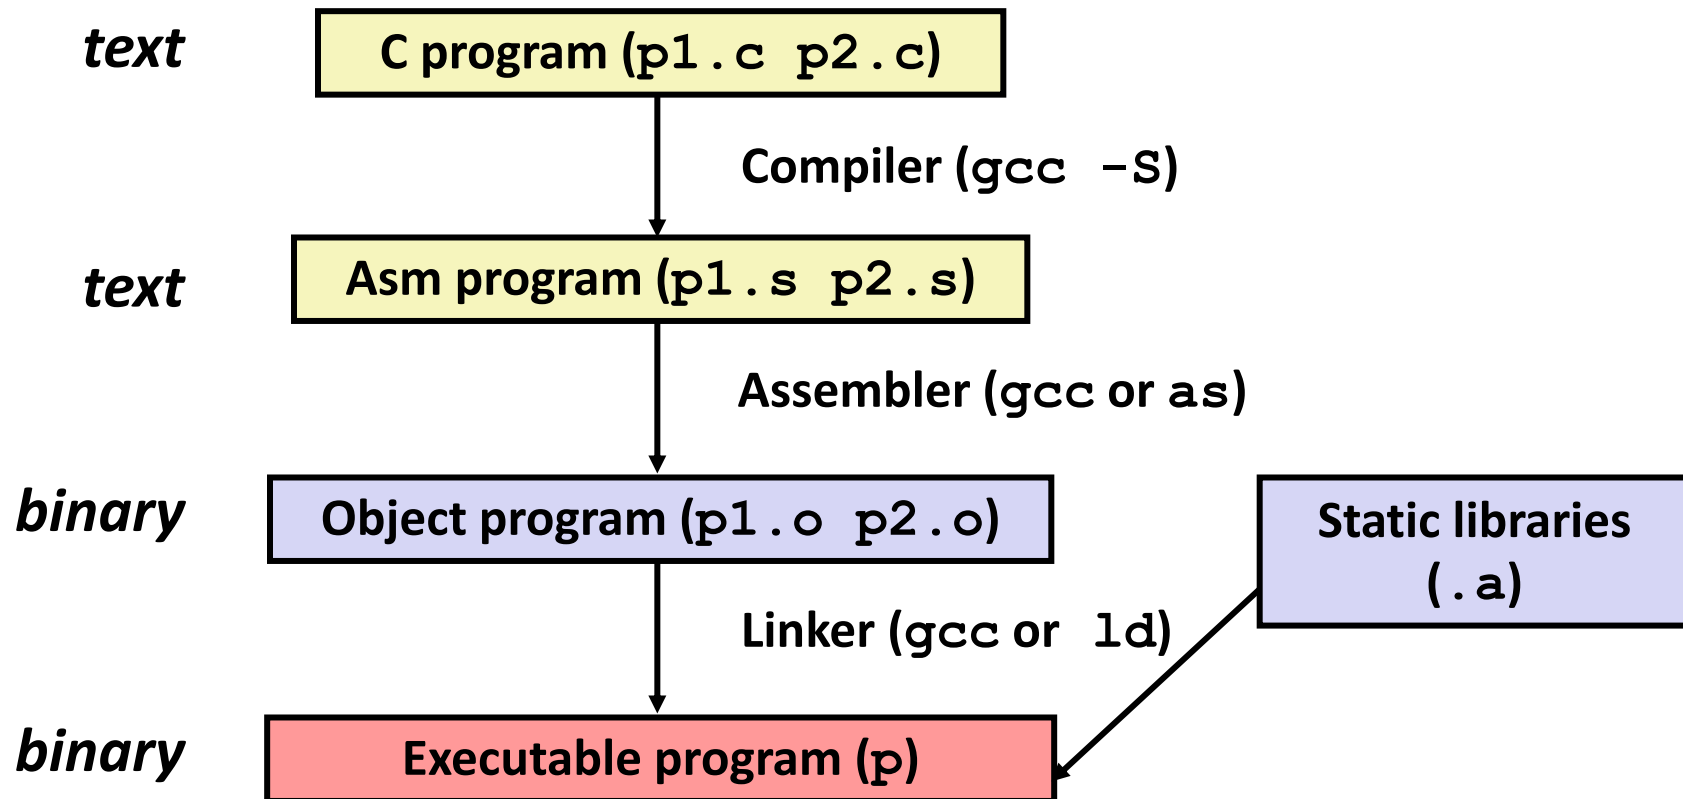 text
C program (p1.c p2.c)
Compiler (gcc -S)
text
Asm program (p1.s p2.s)
Assembler (gcc or as)
binary
Object program (p1.o p2.o)
Static libraries
(.a)
Linker (gcc or ld)
binary
Executable program (p)